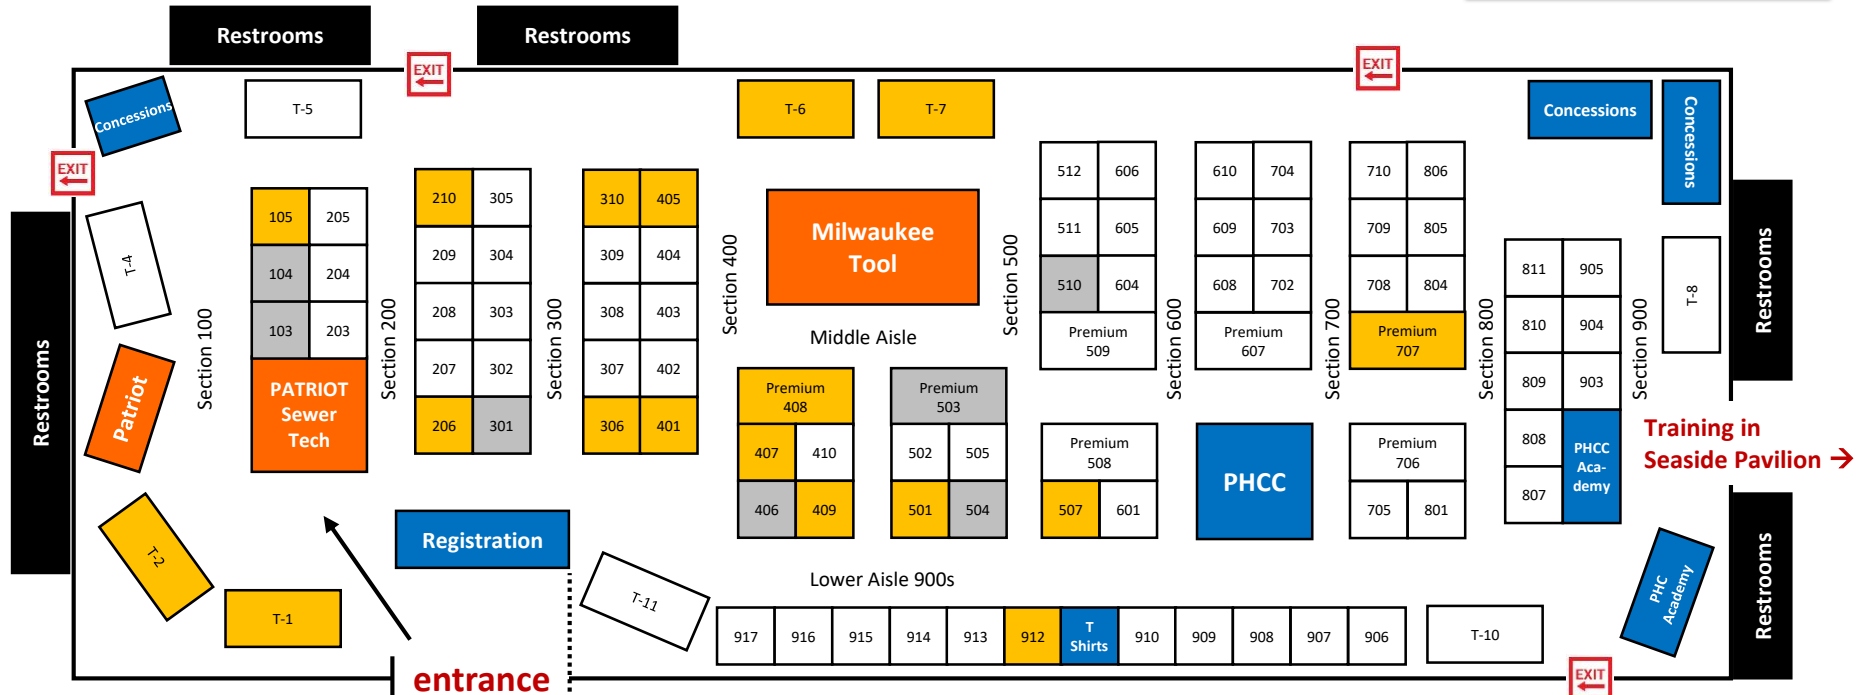 Restrooms
Restrooms
EXIT
EXIT
Concessions
T-5
T-6
T-7
Concessions
Concessions
EXIT
T-4
Patriot
T-2
T-1
Restrooms
Section 100
105 205
104 204
103 203
PATRIOT
Sewer
Tech
Section 200
210 305
209 304
208 303
207 302
206 301
Section 300
310 405
309 404
308 403
307 402
306 401
Section 400
Milwaukee
Tool
Middle Aisle
Premium
408
407 410
406 409
Premium
503
502 505
501 504
Section 500
512 606
511 605
510 604
Premium
509
Premium
508
507 601
Section 600
610 704
609 703
608 702
Premium
607
PHCC
Section 700
710 806
709 805
708 804
Premium
707
Premium
706
705 801
Section 800
811 905
810 904
809 903
808
807
PHCC
Aca-
demy
Section 900
T-8
Restrooms
Training in
Seaside Pavilion →
Restrooms
PHC
Academy
Registration
T-11
Lower Aisle 900s
917 916 915 914 913 912
T
Shirts
910 909 908 907 906
T-10
EXIT
entrance